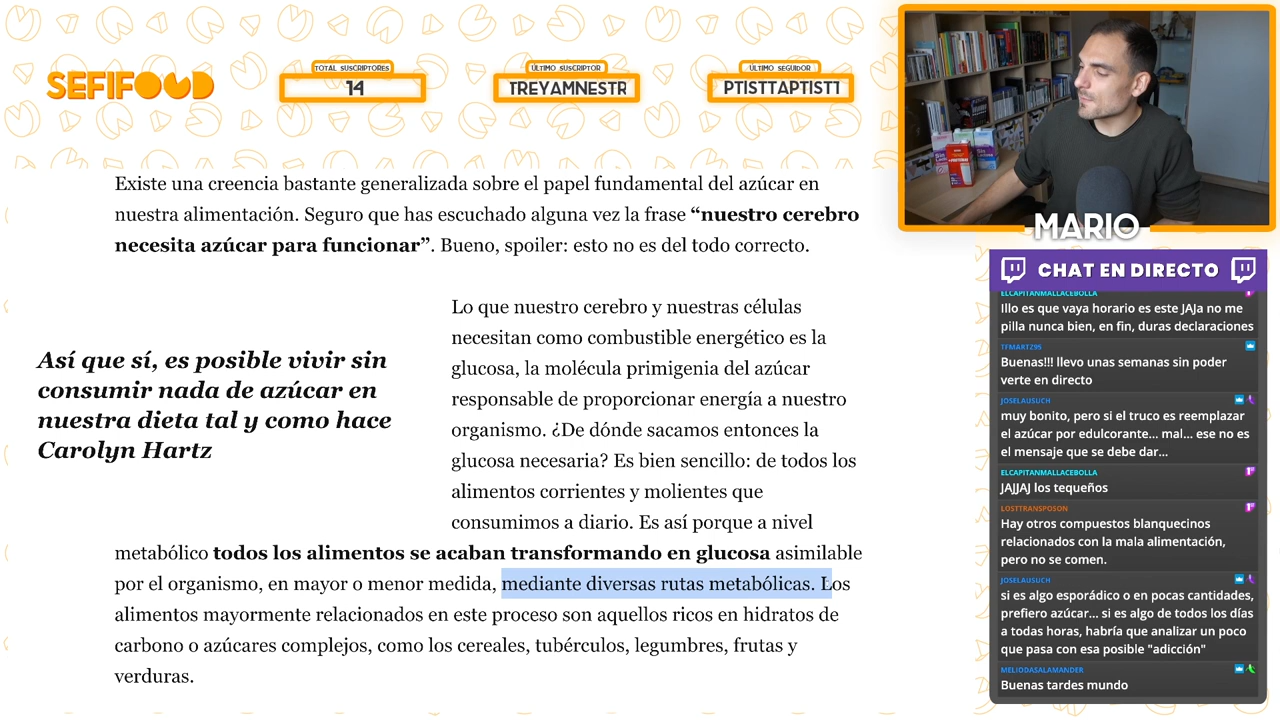 SEFIFOOD
TOTAL SUSCRIPTORES
14
ÚLTIMO SUSCRIPTOR
TREYAMNESTR
ÚLTIMO SEGUIDOR
PTISTTAPTISTT
Existe una creencia bastante generalizada sobre el papel fundamental del azúcar en
nuestra alimentación. Seguro que has escuchado alguna vez la frase “nuestro cerebro
necesita azúcar para funcionar”. Bueno, spoiler: esto no es del todo correcto.
Así que sí, es posible vivir sin
consumir nada de azúcar en
nuestra dieta tal y como hace
Carolyn Hartz
Lo que nuestro cerebro y nuestras células
necesitan como combustible energético es la
glucosa, la molécula primigenia del azúcar
responsable de proporcionar energía a nuestro
organismo. ¿De dónde sacamos entonces la
glucosa necesaria? Es bien sencillo: de todos los
alimentos corrientes y molientes que
consumimos a diario. Es así porque a nivel
metabólico todos los alimentos se acaban transformando en glucosa asimilable
por el organismo, en mayor o menor medida, mediante diversas rutas metabólicas. Los
alimentos mayormente relacionados en este proceso son aquellos ricos en hidratos de
carbono o azúcares complejos, como los cereales, tubérculos, legumbres, frutas y
verduras.
MARIO
CHAT EN DIRECTO
ELCAPITANMALLACEBOLLA
Illo es que vaya horario es este JAJa no me
pilla nunca bien, en fin, duras declaraciones
TFMARTZ95
Buenas!!! llevo unas semanas sin poder
verte en directo
JOSELAUSUCH
muy bonito, pero si el truco es reemplazar
el azúcar por edulcorante... mal... ese no es
el mensaje que se debe dar...
ELCAPITANMALLACEBOLLA
JAJJAJ los tequeños
LOSTTRANSPOSON
Hay otros compuestos blanquecinos
relacionados con la mala alimentación,
pero no se comen.
JOSELAUSUCH
si es algo esporádico o en pocas cantidades,
prefiero azúcar... si es algo de todos los días
a todas horas, habría que analizar un poco
que pasa con esa posible "adicción"
MELIODASALAMANDER
Buenas tardes mundo